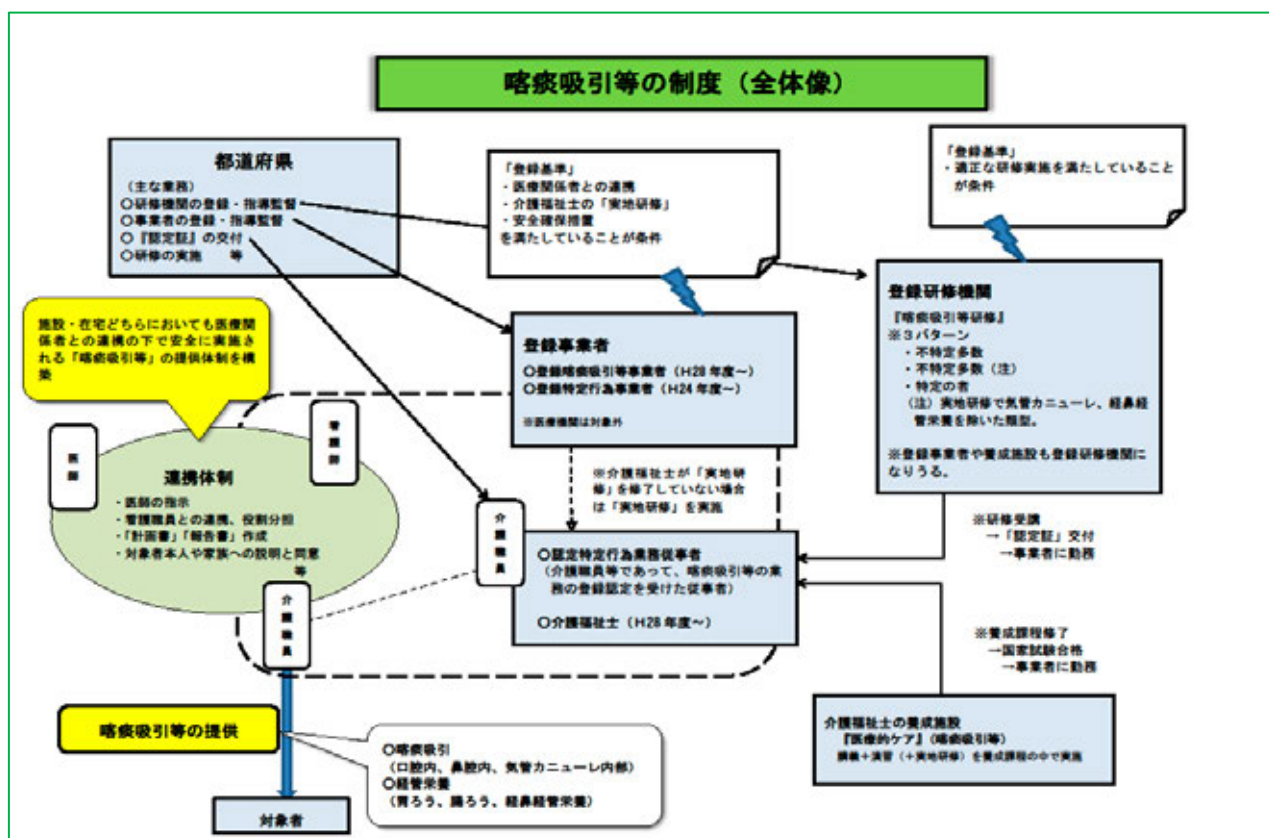 喀痰吸引等の制度（全体像）
都道府県
（主な業務）
○研修機関の登録・指導監督
○事業者の登録・指導監督
○『認定証』の交付
○研修の実施　等
「登録基準」
・医療関係者との連携
・介護福祉士の「実地研修」
・安全確保措置
を満たしていることが条件
「登録基準」
・適正な研修実施を満たしていること
が条件
施設・在宅どちらにおいても医療関
係者との連携の下で安全に実施さ
れる「喀痰吸引等」の提供体制を構
築
登録事業者
○登録喀痰吸引等事業者（H28 年度～）
○登録特定行為事業者（H24 年度～）
※医療機関は対象外
登録研修機関
『喀痰吸引等研修』
※３パターン
・不特定多数
・不特定多数（注）
・特定の者
（注）実地研修で気管カニューレ、経鼻経
管栄養を除いた類型。
※登録事業者や養成施設も登録研修機関に
なりうる。
医師
看護師
連携体制
・医師の指示
・看護職員との連携、役割分担
・「計画書」「報告書」作成
・対象者本人や家族への説明と同意
等
介護職員
※介護福祉士が「実地研
修」を修了していない場合
は「実地研修」を実施
介護職員
○認定特定行為業務従事者
（介護職員等であって、喀痰吸引等の業
務の登録認定を受けた従事者）
○介護福祉士（H28 年度～）
※研修受講
→「認定証」交付
→事業者に勤務
※養成課程修了
→国家試験合格
→事業者に勤務
介護福祉士の養成施設
『医療的ケア』（喀痰吸引等）
講義＋演習（＋実地研修）を養成課程の中で実施
喀痰吸引等の提供
○喀痰吸引
（口腔内、鼻腔内、気管カニューレ内部）
○経管栄養
（胃ろう、腸ろう、経鼻経管栄養）
対象者